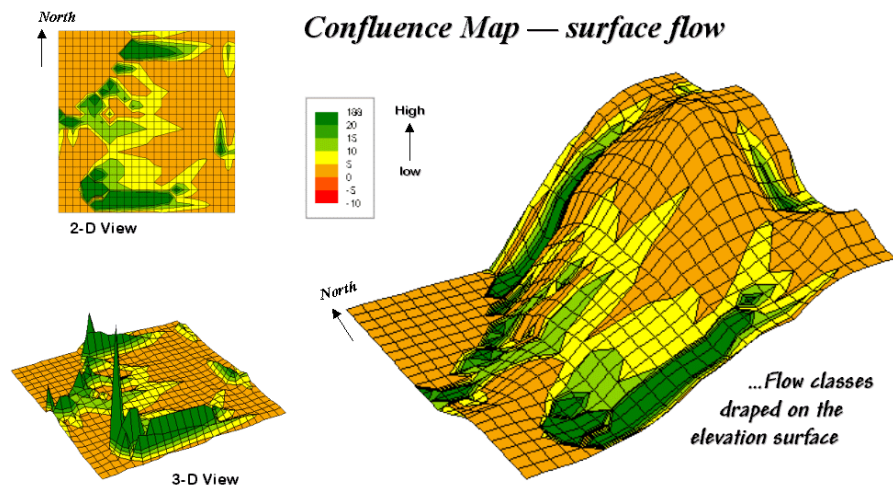 North
Confluence Map — surface flow
2-D View
20
15
10
5
0
-5
-10
High
low
North
3-D View
...Flow classes
draped on the
elevation surface